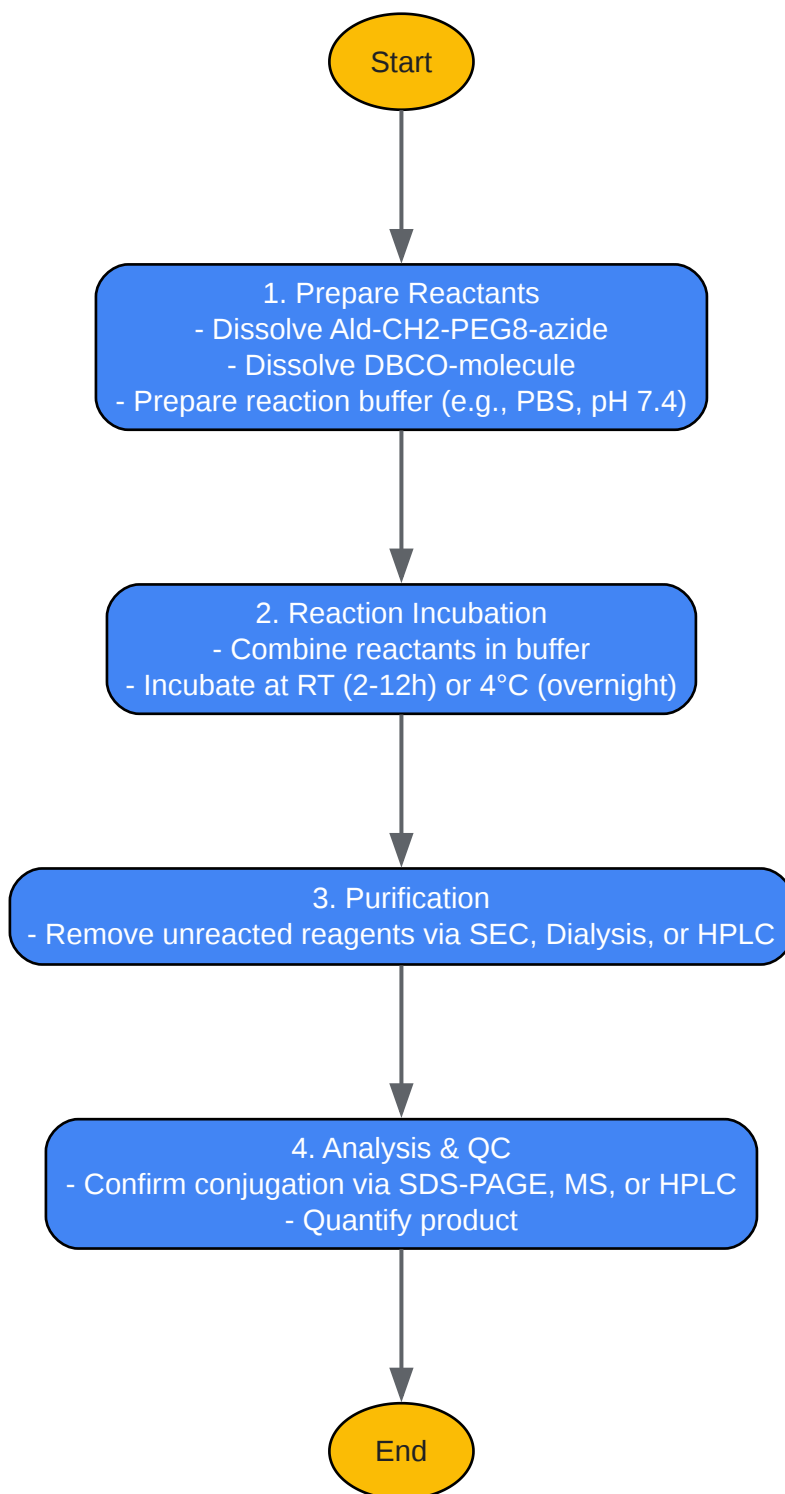 Start
1. Prepare Reactants
- Dissolve Ald-CH2-PEG8-azide
- Dissolve DBCO-molecule
- Prepare reaction buffer (e.g., PBS, pH 7.4)
2. Reaction Incubation
- Combine reactants in buffer
- Incubate at RT (2-12h) or 4°C (overnight)
3. Purification
- Remove unreacted reagents via SEC, Dialysis, or HPLC
4. Analysis & QC
- Confirm conjugation via SDS-PAGE, MS, or HPLC
- Quantify product
End